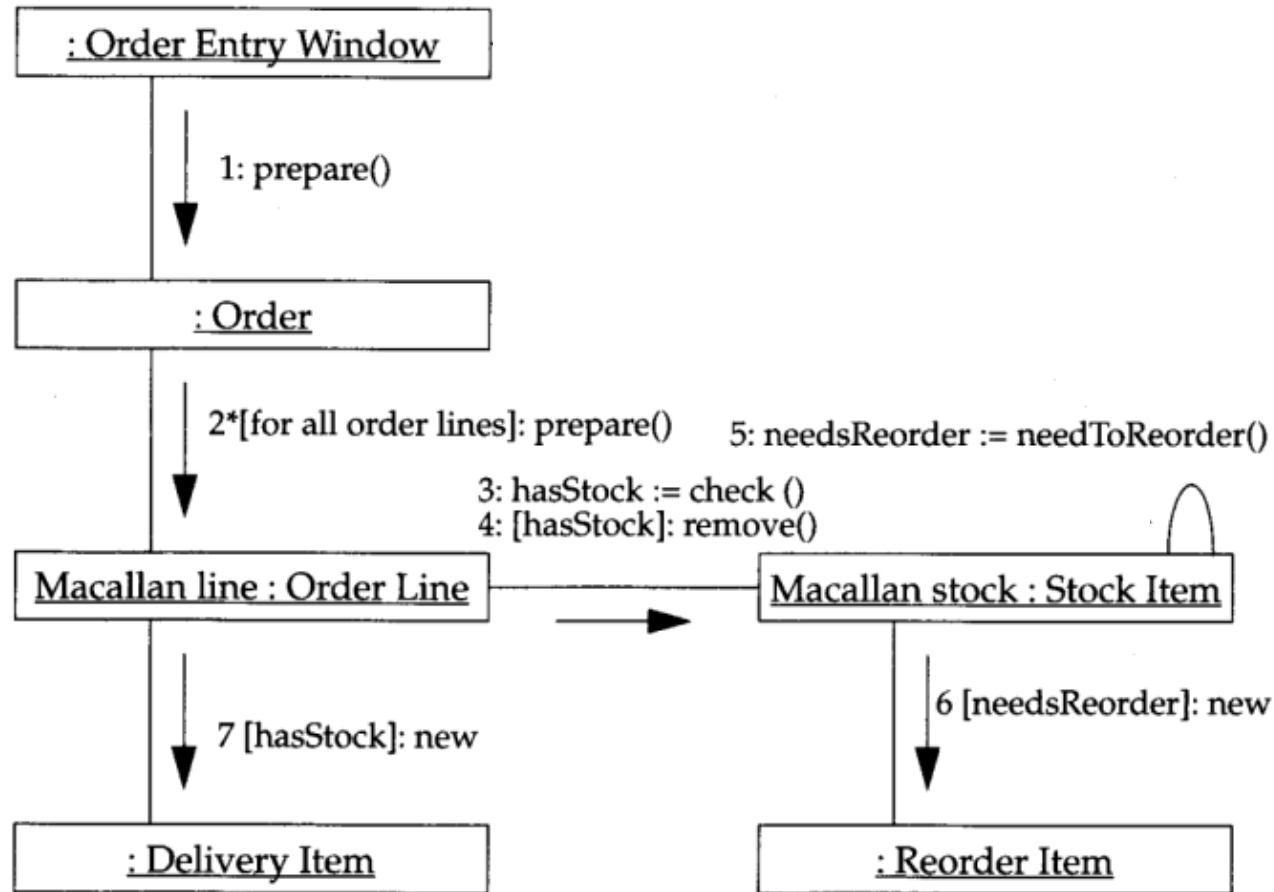 : Order Entry Window
1: prepare()
: Order
2*[for all order lines]: prepare()
5: needsReorder := needToReorder()
3: hasStock := check ()
4: [hasStock]: remove()
Macallan line : Order Line
Macallan stock : Stock Item
7 [hasStock]: new
6 [needsReorder]: new
: Delivery Item
: Reorder Item